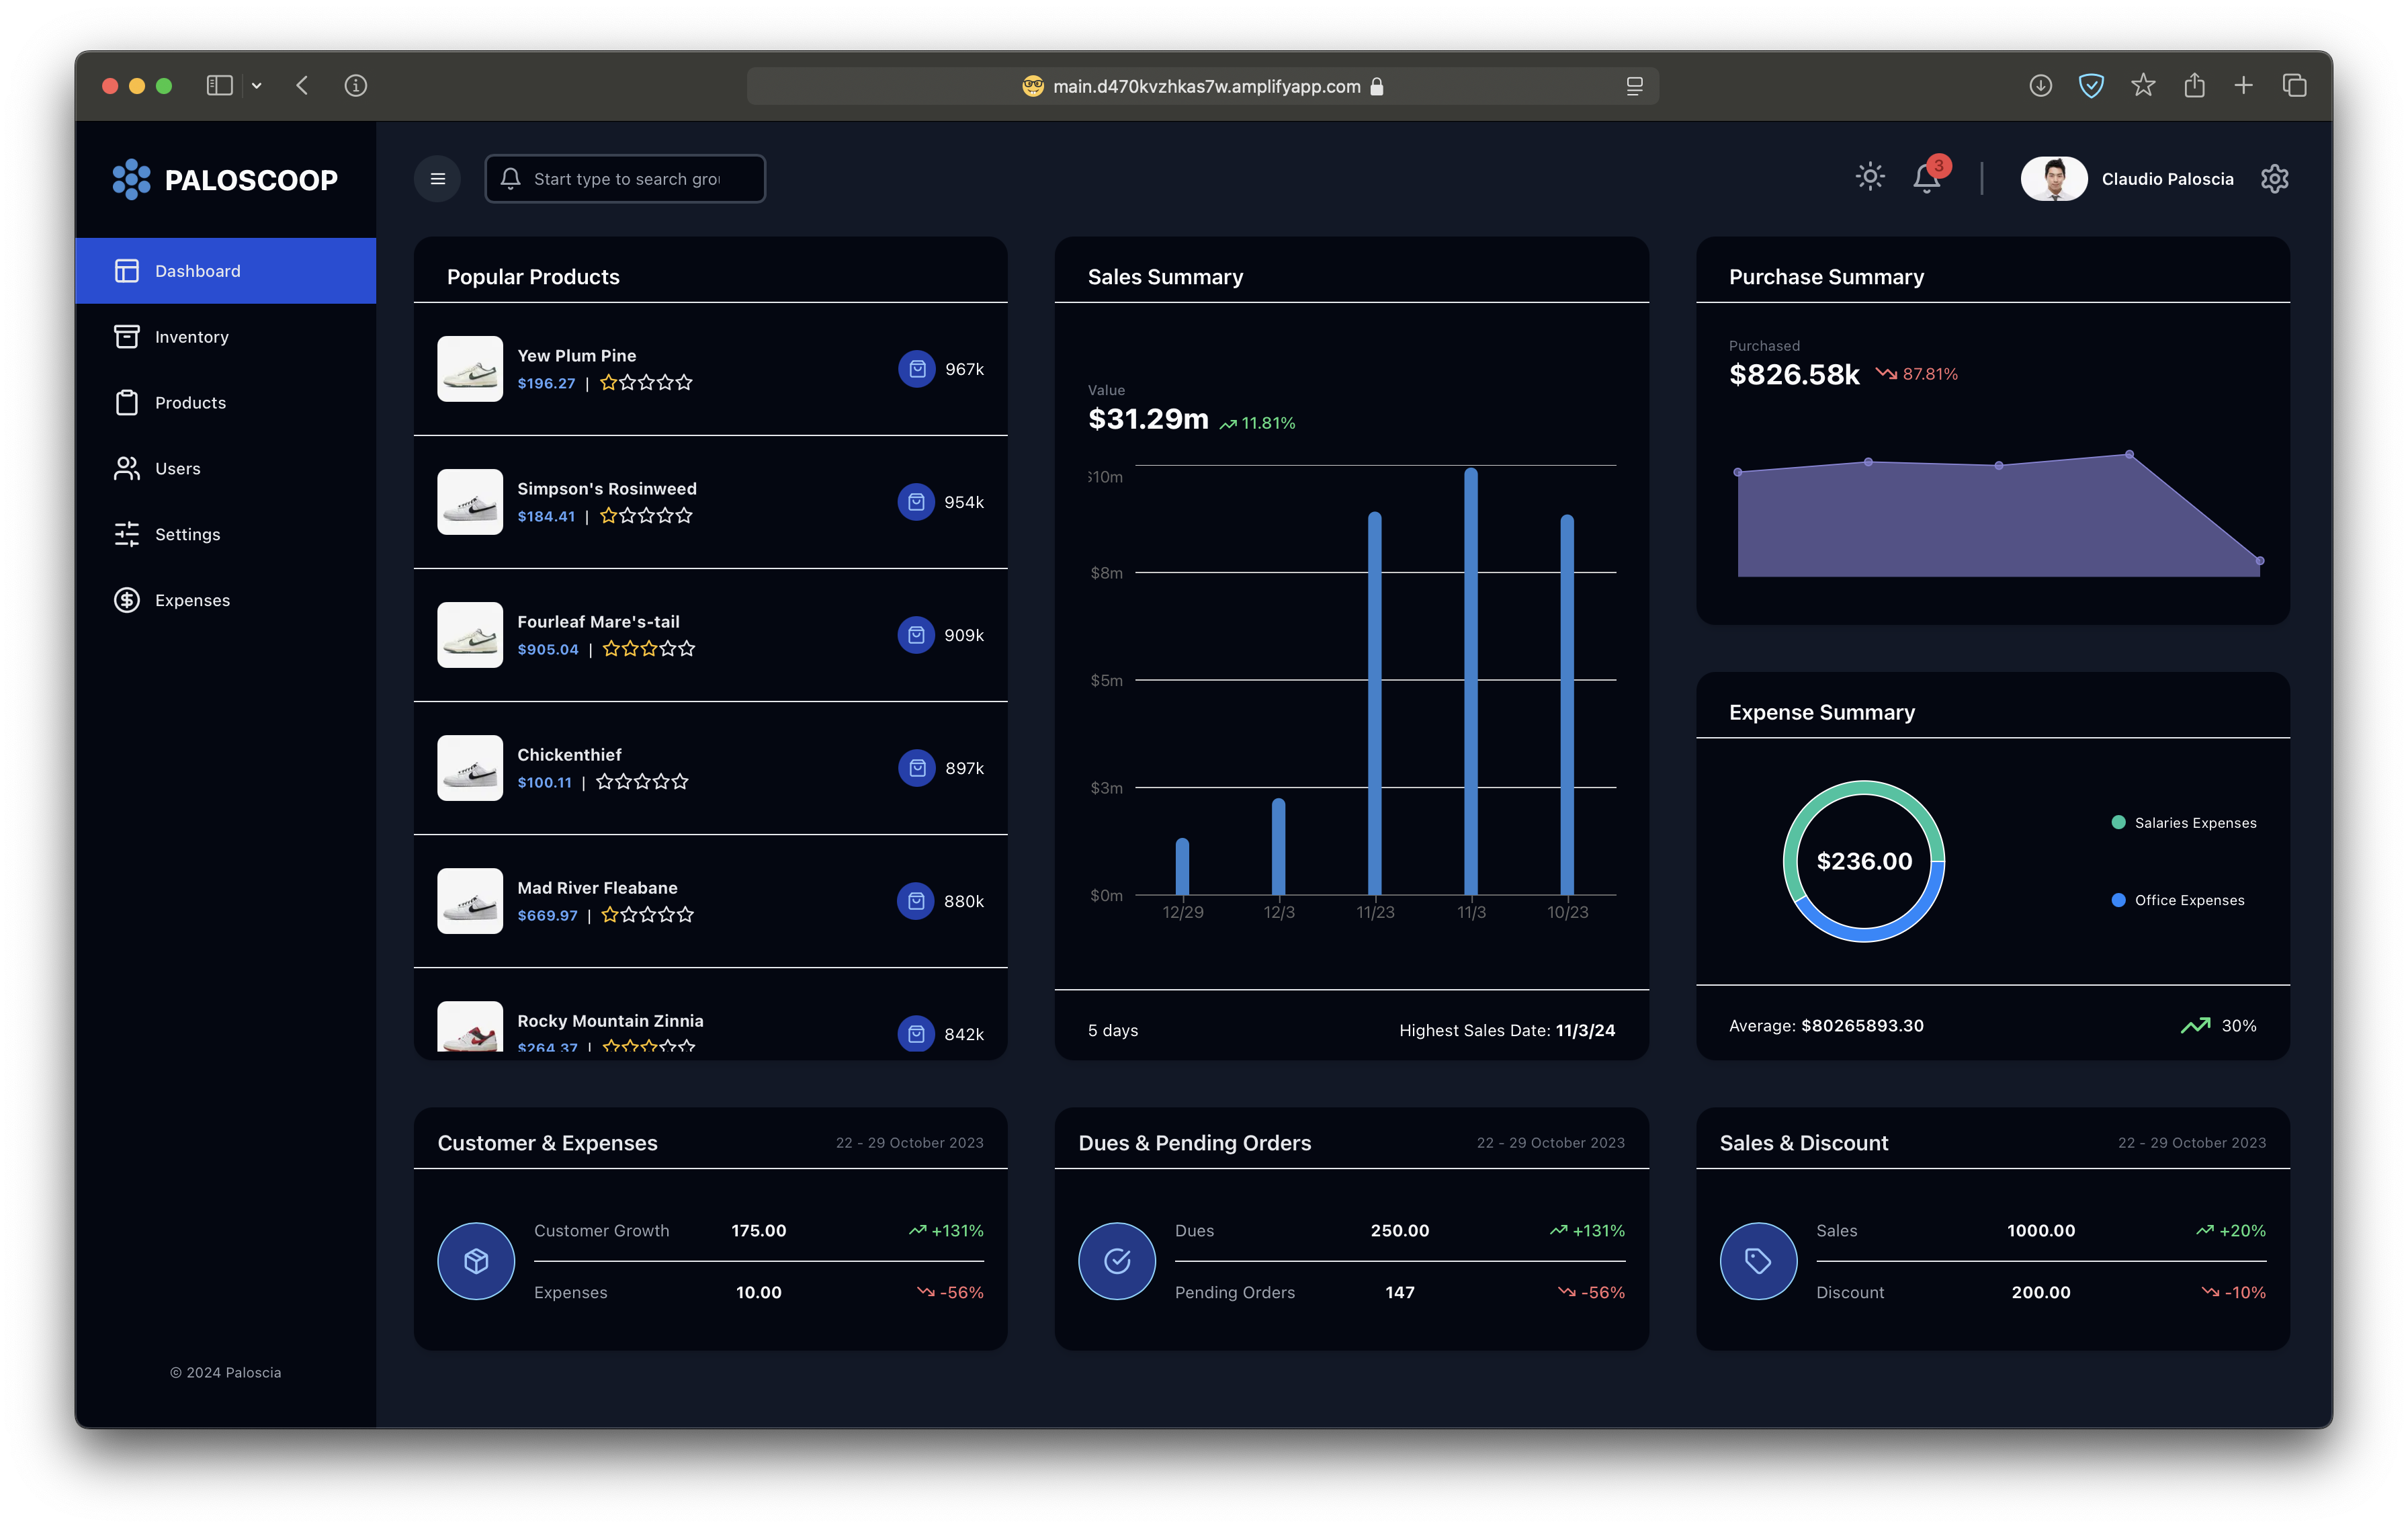 main.d470kvzhkas7w.amplifyapp.com
PALOSCOOP
Start type to search
3
Claudio Paloscia
Dashboard
Inventory
Products
Users
Settings
Expenses
© 2024 Paloscia
Popular Products
Yew Plum Pine
$196.27 |
967k
Simpson's Rosinweed
$184.41 |
954k
Fourleaf Mare's-tail
$905.04 |
909k
Chickenthief
$100.11 |
897k
Mad River Fleabane
$669.97 |
880k
Rocky Mountain Zinnia
$264.37 |
842k
Sales Summary
Value
$31.29m 11.81%
$10m
$8m
$5m
$3m
$0m
12/29 12/3 11/23 11/3 10/23
5 days
Highest Sales Date: 11/3/24
Purchase Summary
Purchased
$826.58k 87.81%
Expense Summary
$236.00
Salaries Expenses
Office Expenses
Average: $80265893.30
30%
Customer & Expenses 22 - 29 October 2023
Customer Growth 175.00 +131%
Expenses 10.00 -56%
Dues & Pending Orders 22 - 29 October 2023
Dues 250.00 +131%
Pending Orders 147 -56%
Sales & Discount 22 - 29 October 2023
Sales 1000.00 +20%
Discount 200.00 -10%